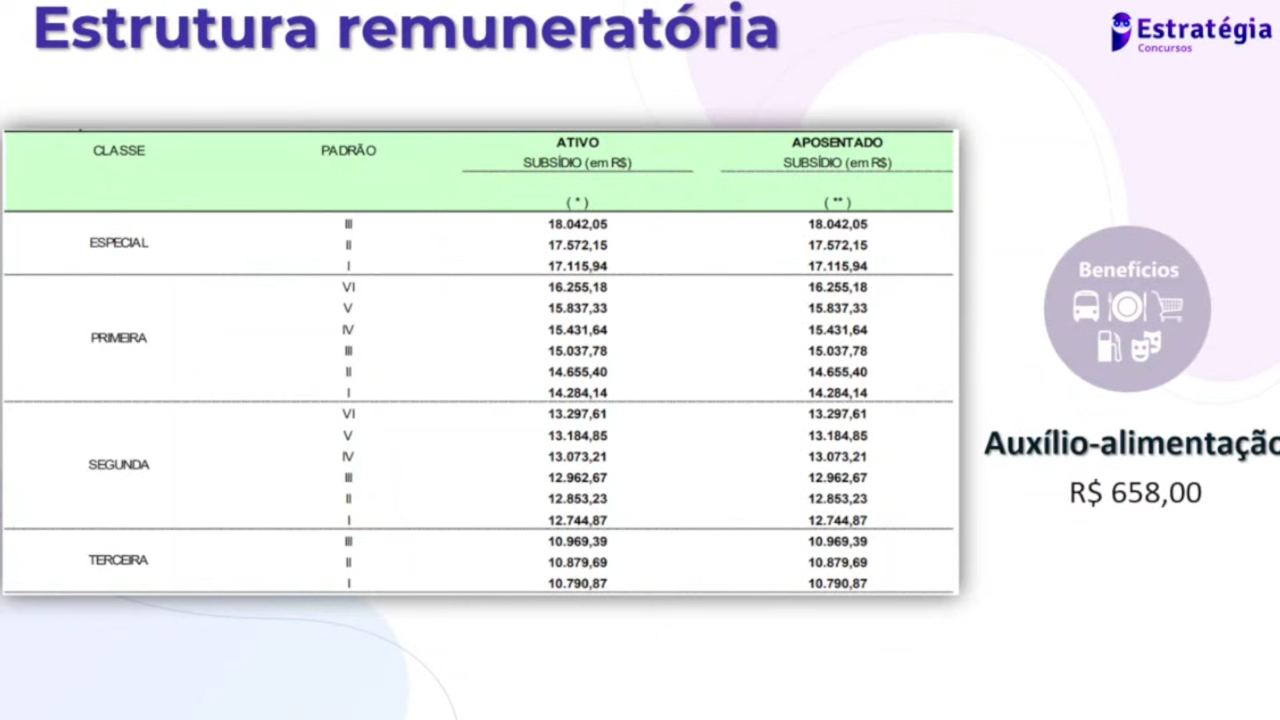 Estrutura remuneratória
Estratégia
Concursos
CLASSE PADRÃO ATIVO APOSENTADO
SUBSÍDIO (em R$) SUBSÍDIO (em R$)
( * ) ( ** )
ESPECIAL
III 18.042,05 18.042,05
II 17.572,15 17.572,15
I 17.115,94 17.115,94
PRIMEIRA
VI 16.255,18 16.255,18
V 15.837,33 15.837,33
IV 15.431,64 15.431,64
III 15.037,78 15.037,78
II 14.655,40 14.655,40
I 14.284,14 14.284,14
SEGUNDA
VI 13.297,61 13.297,61
V 13.184,85 13.184,85
IV 13.073,21 13.073,21
III 12.962,67 12.962,67
II 12.853,23 12.853,23
I 12.744,87 12.744,87
TERCEIRA
III 10.969,39 10.969,39
II 10.879,69 10.879,69
I 10.790,87 10.790,87
Benefícios
Auxílio-alimentação
R$ 658,00